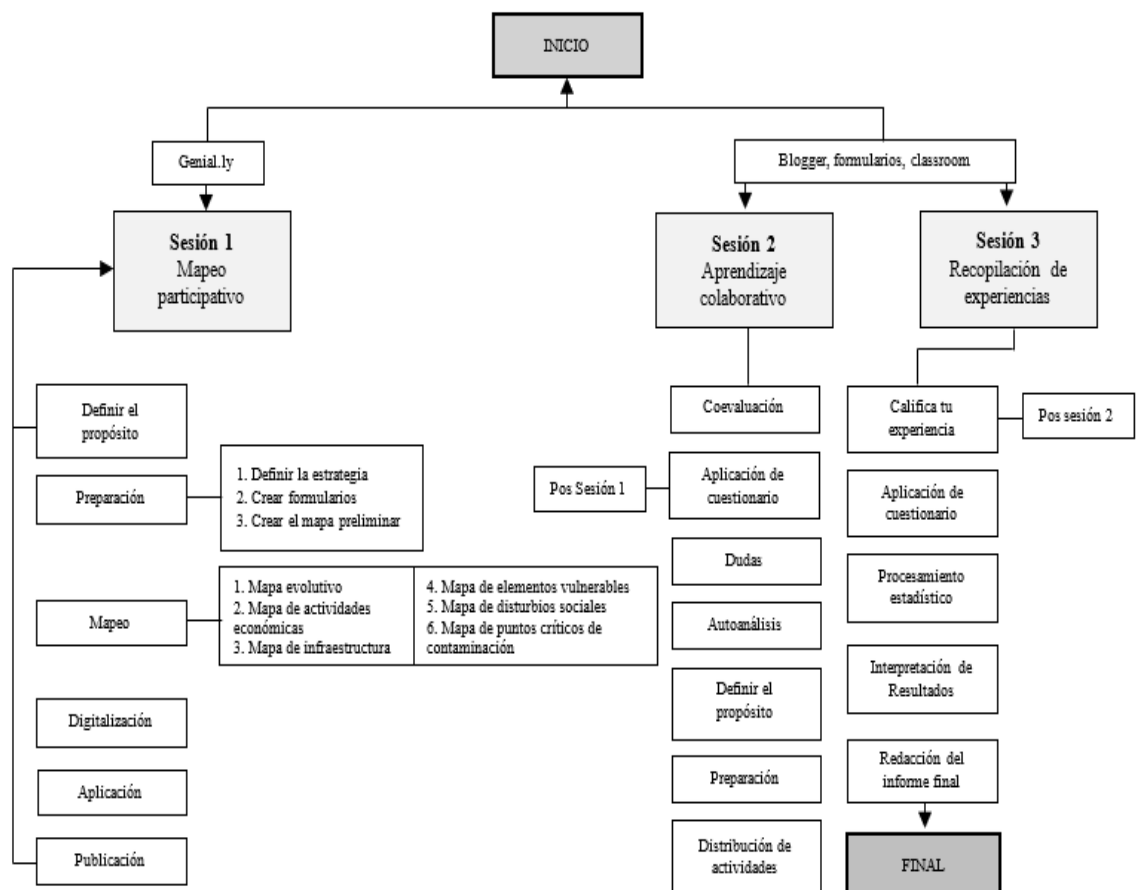 INICIO
Genial.ly
Blogger, formularios, classroom
Sesión 1
Mapeo
participativo
Sesión 2
Aprendizaje
colaborativo
Sesión 3
Recopilación de
experiencias
Definir el
propósito
Preparación
1. Definir la estrategia
2. Crear formularios
3. Crear el mapa preliminar
Mapeo
1. Mapa evolutivo
2. Mapa de actividades
económicas
3. Mapa de infraestructura
4. Mapa de elementos vulnerables
5. Mapa de disturbios sociales
6. Mapa de puntos críticos de
contaminación
Digitalización
Aplicación
Publicación
Coevaluación
Pos Sesión 1
Aplicación de
cuestionario
Dudas
Autoanálisis
Definir el
propósito
Preparación
Distribución de
actividades
Califica tu
experiencia
Pos sesión 2
Aplicación de
cuestionario
Procesamiento
estadístico
Interpretación de
Resultados
Redacción del
informe final
FINAL